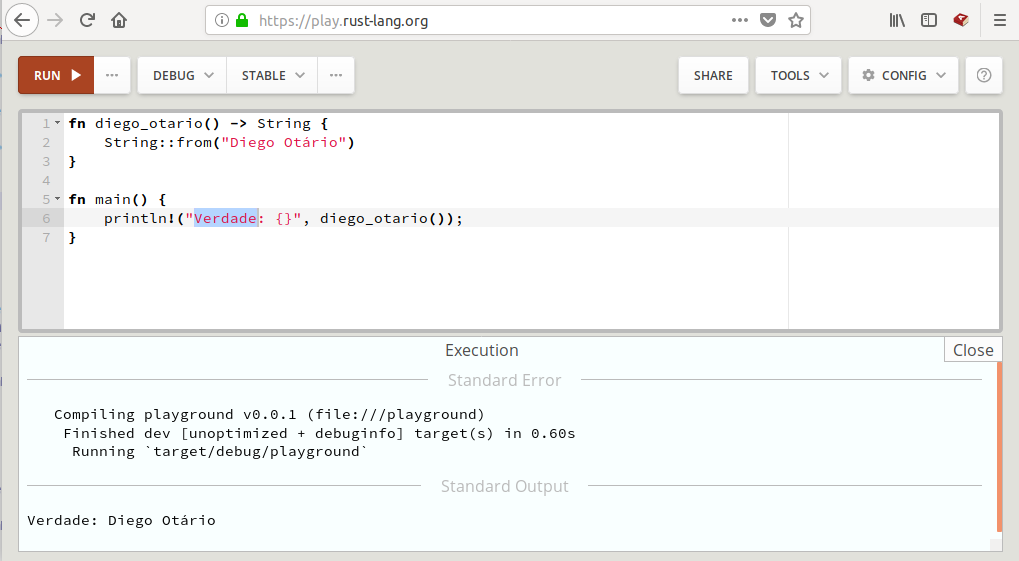 https://play.rust-lang.org
RUN ▶ ··· DEBUG STABLE ··· SHARE TOOLS CONFIG ?
1 fn diego_otario() -> String {
2     String::from("Diego Otário")
3 }
4
5 fn main() {
6     println!("Verdade: {}", diego_otario());
7 }
Execution Close
Standard Error
   Compiling playground v0.0.1 (file:///playground)
    Finished dev [unoptimized + debuginfo] target(s) in 0.60s
     Running `target/debug/playground`
Standard Output
Verdade: Diego Otário